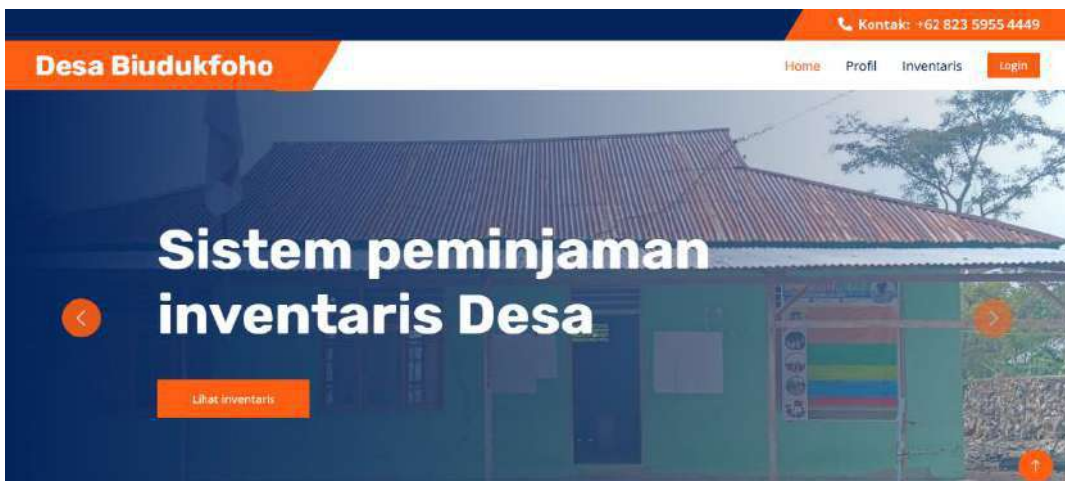 Kontak: +62 823 5955 4449
Desa Biudukfoho
Home Profil Inventaris Login
Sistem peminjaman
inventaris Desa
Lihat inventaris